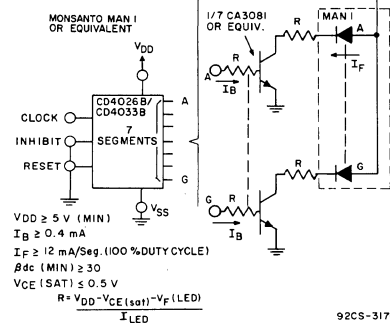 MONSANTO MAN 1
OR EQUIVALENT
VDD
CD4026B/
CD4033B
7
SEGMENTS
A
G
CLOCK
INHIBIT
RESET
VSS
1/7 CA3081
OR EQUIV.
R
MAN 1
A
IF
A
R
IB
R
G
G
R
IB
VDD ≥ 5 V (MIN)
IB ≥ 0.4 mA
IF ≥ 12 mA/Seg. (100 % DUTY CYCLE)
βdc (MIN) ≥ 30
VCE (SAT) ≤ 0.5 V
R = VDD-VCE(sat)-VF (LED)
ILED
92CS-317